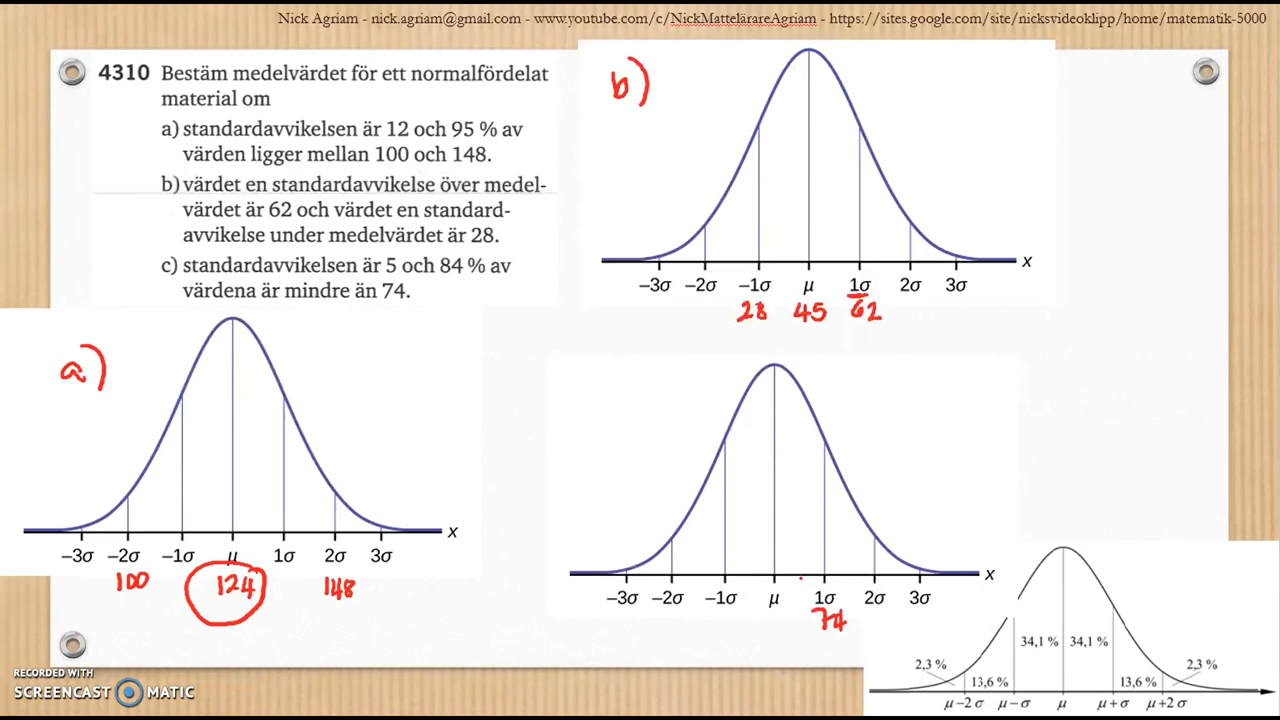 Nick Agriam - nick.agriam@gmail.com - www.youtube.com/c/NickMattelärareAgriam - https://sites.google.com/site/nicksvideoklipp/home/matematik-5000
4310 Bestäm medelvärdet för ett normalfördelat
material om
a) standardavvikelsen är 12 och 95 % av
värden ligger mellan 100 och 148.
b) värdet en standardavvikelse över medel-
värdet är 62 och värdet en standard-
avvikelse under medelvärdet är 28.
c) standardavvikelsen är 5 och 84 % av
värdena är mindre än 74.
b)
x
−3σ −2σ −1σ μ 1σ 2σ 3σ
28 45 62
a)
x
−3σ −2σ −1σ μ 1σ 2σ 3σ
100 124 148
x
−3σ −2σ −1σ μ 1σ 2σ 3σ
74
34,1 % 34,1 %
2,3 % 2,3 %
13,6 % 13,6 %
μ−2σ μ−σ μ μ+σ μ+2σ
RECORDED WITH
SCREENCAST MATIC